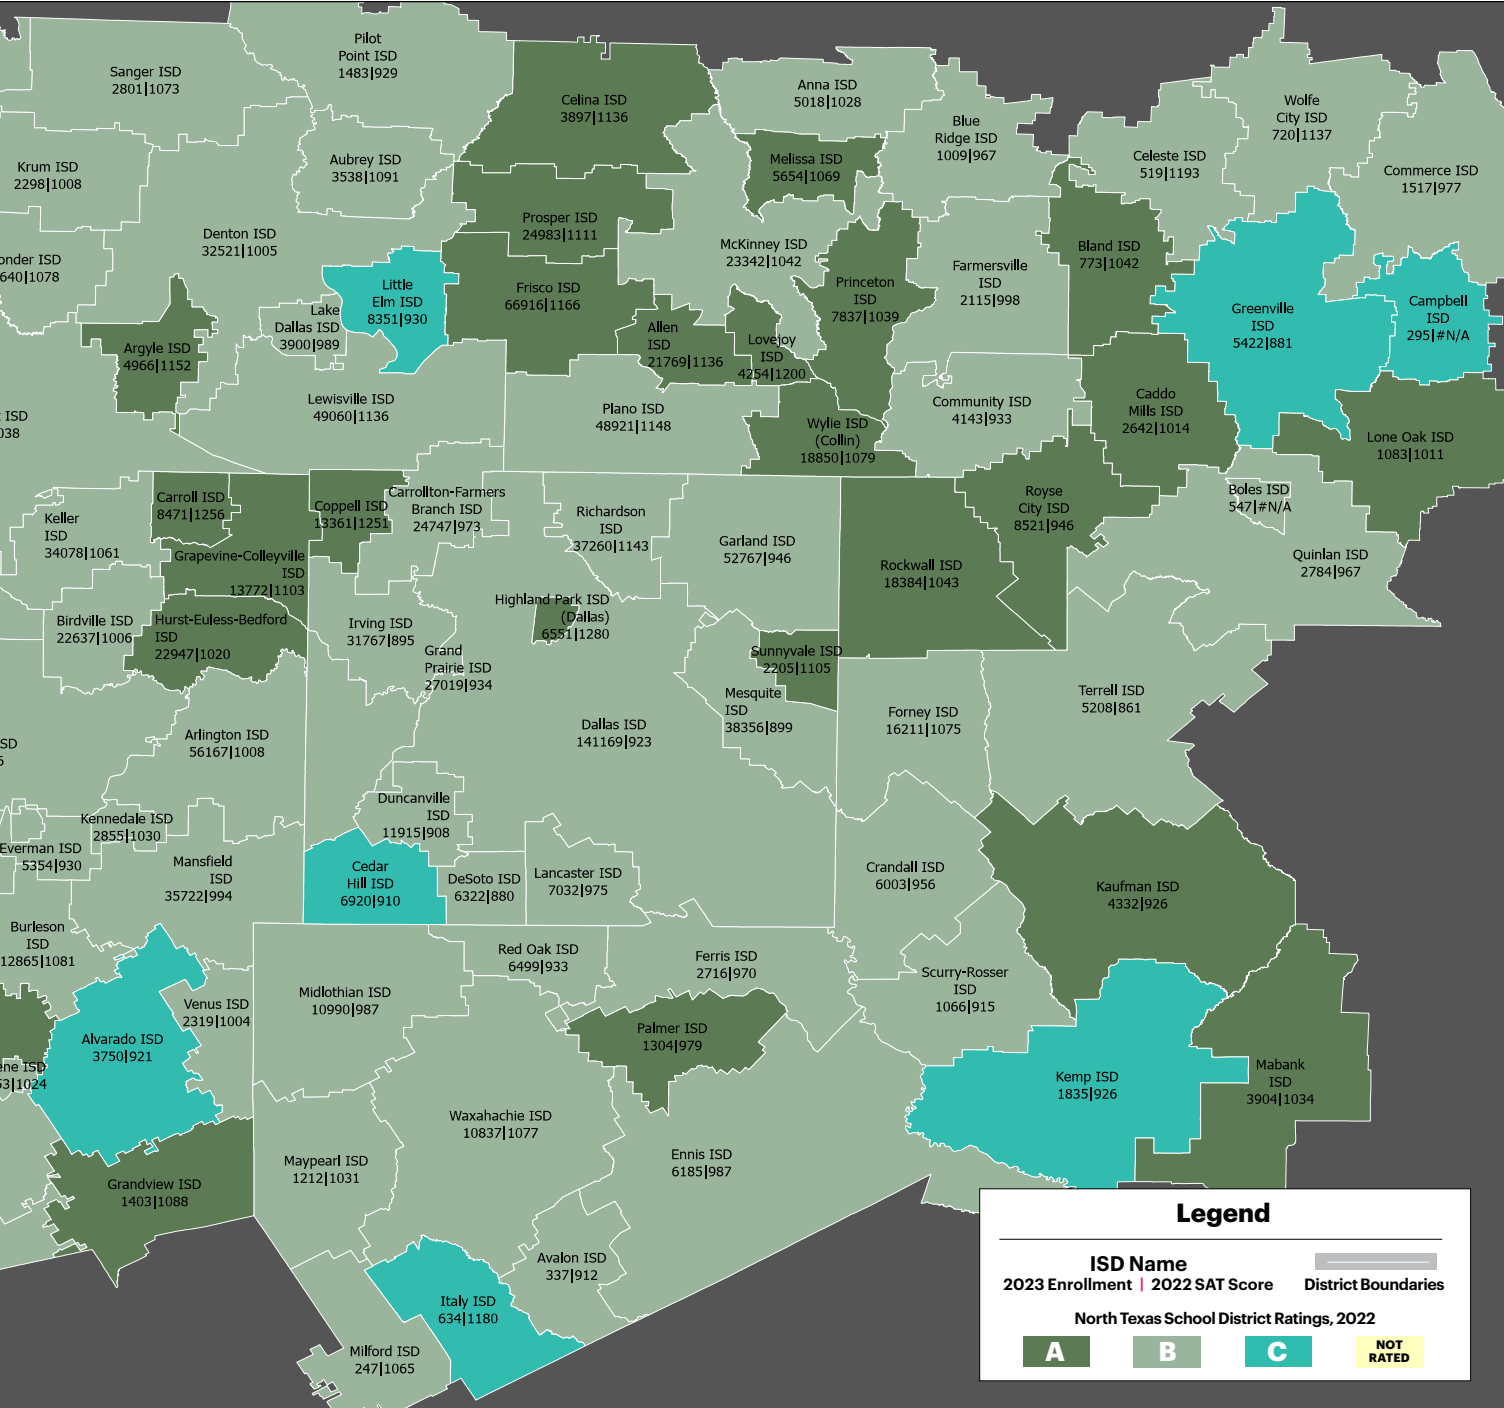 Pilot
Point ISD
1483|929
Sanger ISD
2801|1073
Celina ISD
3897|1136
Anna ISD
5018|1028
Wolfe
City ISD
720|1137
Blue
Ridge ISD
1009|967
Krum ISD
2298|1008
Aubrey ISD
3538|1091
Melissa ISD
5654|1069
Celeste ISD
519|1193
Commerce ISD
1517|977
Denton ISD
32521|1005
Prosper ISD
24983|1111
McKinney ISD
23342|1042
Bland ISD
773|1042
onder ISD
640|1078
Little
Elm ISD
8351|930
Frisco ISD
66916|1166
Princeton
ISD
7837|1039
Farmersville
ISD
2115|998
Greenville
ISD
5422|881
Campbell
ISD
295|#N/A
Lake
Dallas ISD
3900|989
Argyle ISD
4966|1152
Allen
ISD
21769|1136
Lovejoy
ISD
4254|1200
Lewisville ISD
49060|1136
Plano ISD
48921|1148
Community ISD
4143|933
Caddo
Mills ISD
2642|1014
ISD
038
Wylie ISD
(Collin)
18850|1079
Lone Oak ISD
1083|1011
Carroll ISD
8471|1256
Coppell ISD
13361|1251
Carrollton-Farmers
Branch ISD
24747|973
Royse
City ISD
8521|946
Boles ISD
547|#N/A
Keller
ISD
34078|1061
Richardson
ISD
37260|1143
Garland ISD
52767|946
Quinlan ISD
2784|967
Grapevine-Colleyville
ISD
13772|1103
Rockwall ISD
18384|1043
Highland Park ISD
(Dallas)
6551|1280
Birdville ISD
22637|1006
Hurst-Euless-Bedford
ISD
22947|1020
Irving ISD
31767|895
Grand
Prairie ISD
27019|934
Sunnyvale ISD
2205|1105
Mesquite
ISD
38356|899
Terrell ISD
5208|861
Forney ISD
16211|1075
Arlington ISD
56167|1008
Dallas ISD
141169|923
SD
Duncanville
ISD
11915|908
Kennedale ISD
2855|1030
Everman ISD
5354|930
Mansfield
ISD
35722|994
Cedar
Hill ISD
6920|910
DeSoto ISD
6322|880
Lancaster ISD
7032|975
Crandall ISD
6003|956
Kaufman ISD
4332|926
Burleson
ISD
12865|1081
Red Oak ISD
6499|933
Ferris ISD
2716|970
Scurry-Rosser
ISD
1066|915
Midlothian ISD
10990|987
Venus ISD
2319|1004
Alvarado ISD
3750|921
Palmer ISD
1304|979
ne ISD
53|1024
Kemp ISD
1835|926
Mabank
ISD
3904|1034
Waxahachie ISD
10837|1077
Maypearl ISD
1212|1031
Ennis ISD
6185|987
Grandview ISD
1403|1088
Avalon ISD
337|912
Italy ISD
634|1180
Milford ISD
247|1065
Legend
ISD Name
2023 Enrollment | 2022 SAT Score
District Boundaries
North Texas School District Ratings, 2022
A
B
C
NOT
RATED